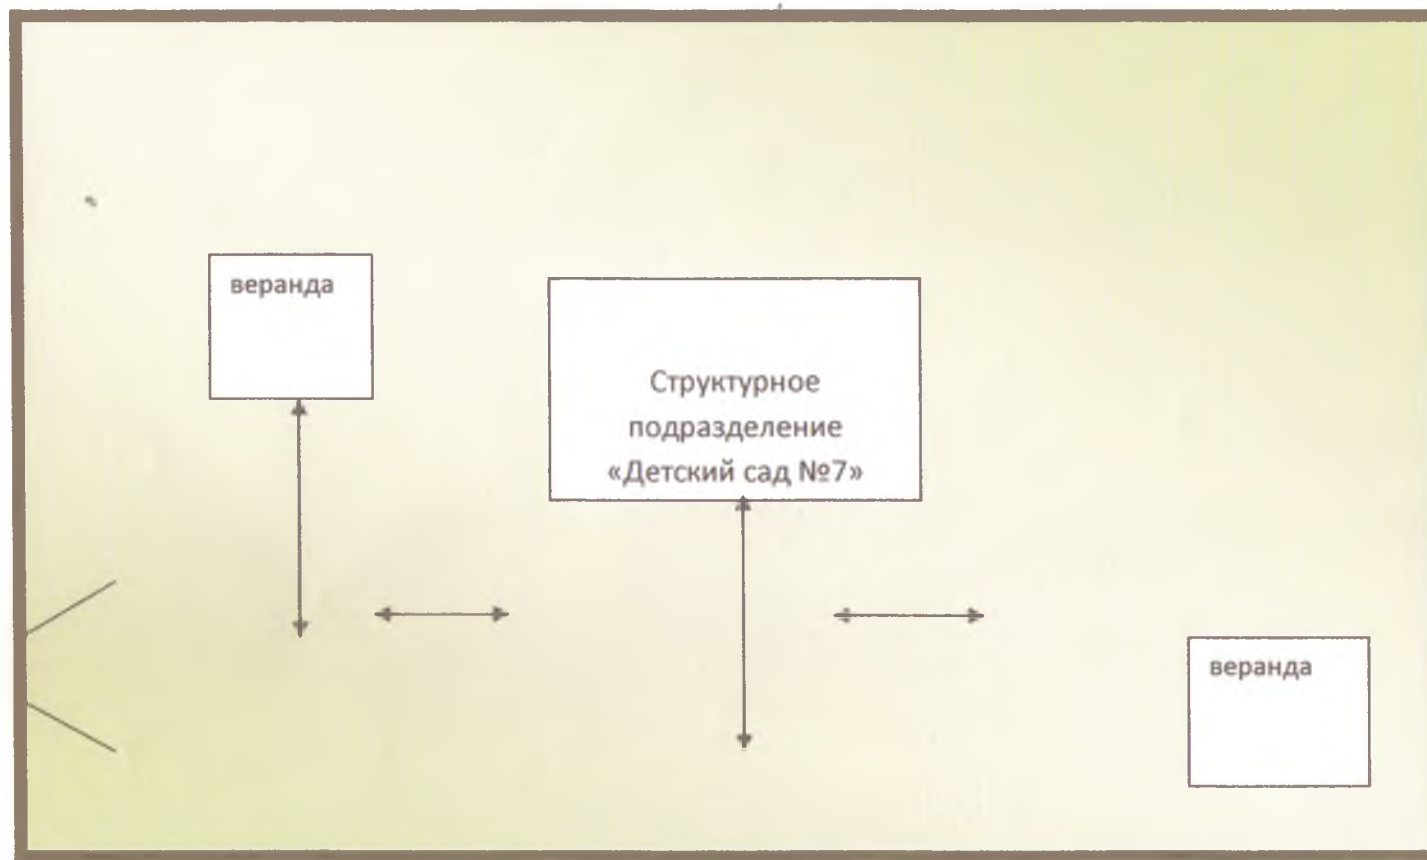 веранда
Структурное
подразделение
«Детский сад №7»
веранда